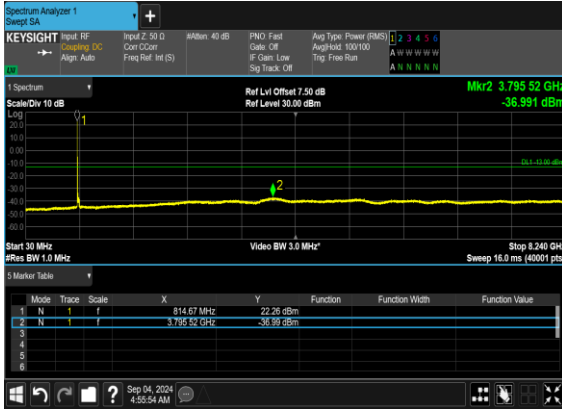 Spectrum Analyzer 1
Swept SA
+
KEYSIGHT Input: RF Input Z: 50 Ω #Atten: 40 dB PNO: Fast Avg Type: Power (RMS) 1 2 3 4 5 6
Coupling: DC Corr CCorr Gate: Off Avg|Hold: 100/100 A W W W W W
Align: Auto Freq Ref: Int (S) IF Gain: Low Trig: Free Run
Sig Track: Off A N N N N N
LXI
1 Spectrum Ref Lvl Offset 7.50 dB Mkr2 3.795 52 GHz
Scale/Div 10 dB Ref Level 30.00 dBm -36.991 dBm
Log
20.0
10.0
0.00
-10.0
-20.0
-30.0
-40.0
-50.0
-60.0
1
2
DL1 -13.00 dBm
Start 30 MHz Video BW 3.0 MHz* Stop 8.240 GHz
#Res BW 1.0 MHz Sweep 16.0 ms (40001 pts)
5 Marker Table
Mode Trace Scale X Y Function Function Width Function Value
1 N 1 f 814.67 MHz 22.26 dBm
2 N 1 f 3.795 52 GHz -36.99 dBm
3
4
5
6
? Sep 04, 2024
4:55:54 AM